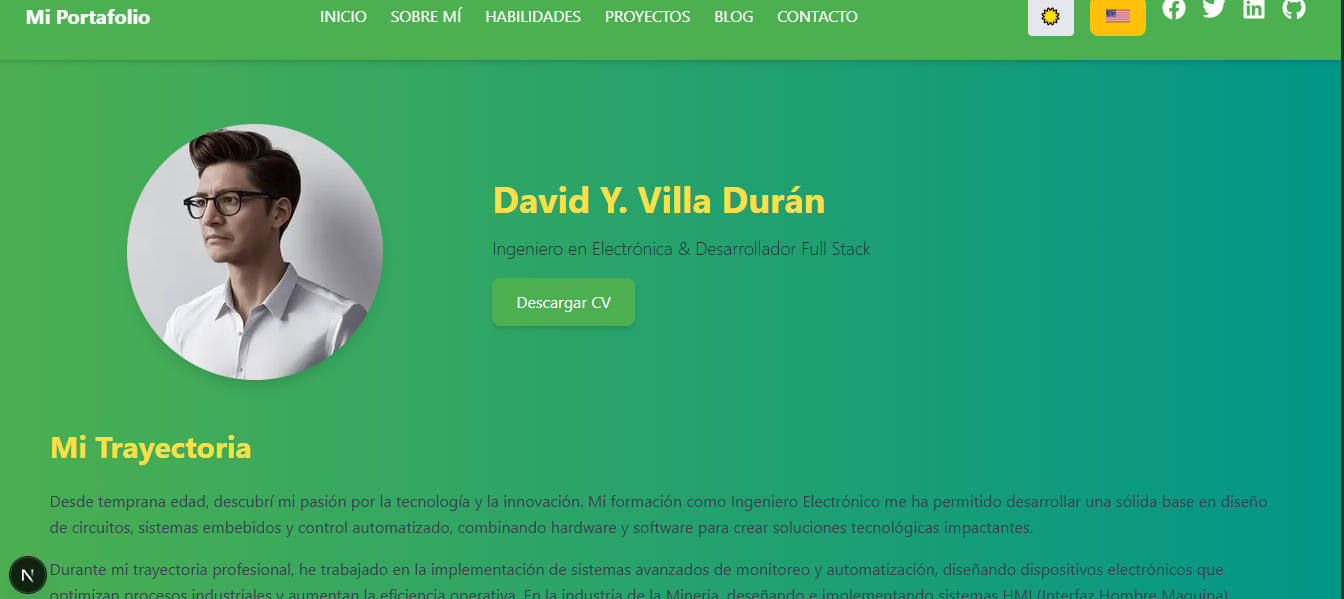 Mi Portafolio
INICIO SOBRE MÍ HABILIDADES PROYECTOS BLOG CONTACTO
David Y. Villa Durán
Ingeniero en Electrónica & Desarrollador Full Stack
Descargar CV
Mi Trayectoria
Desde temprana edad, descubrí mi pasión por la tecnología y la innovación. Mi formación como Ingeniero Electrónico me ha permitido desarrollar una sólida base en diseño
de circuitos, sistemas embebidos y control automatizado, combinando hardware y software para crear soluciones tecnológicas impactantes.
N
Durante mi trayectoria profesional, he trabajado en la implementación de sistemas avanzados de monitoreo y automatización, diseñando dispositivos electrónicos que
optimizan procesos industriales y aumentan la eficiencia operativa. En la industria de la Mineria, deseñando e implementando sistemas HMI (Interfaz Hombre Maquina)